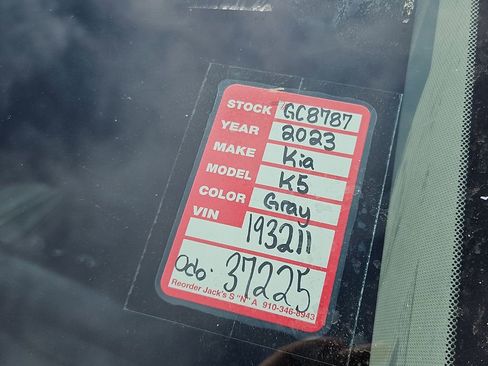 STOCK GC8787
YEAR 2023
MAKE Kia
MODEL K5
COLOR Gray
VIN 193211
Odo. 37225
Reorder Jack's S "N" A 910-346-8943